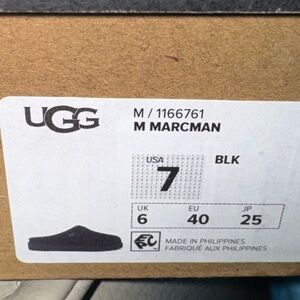 UGG
M / 1166761
M MARCMAN
USA
7
BLK
UK EU JP
6 40 25
MADE IN PHILIPPINES
FABRIQUÉ AUX PHILIPPINES